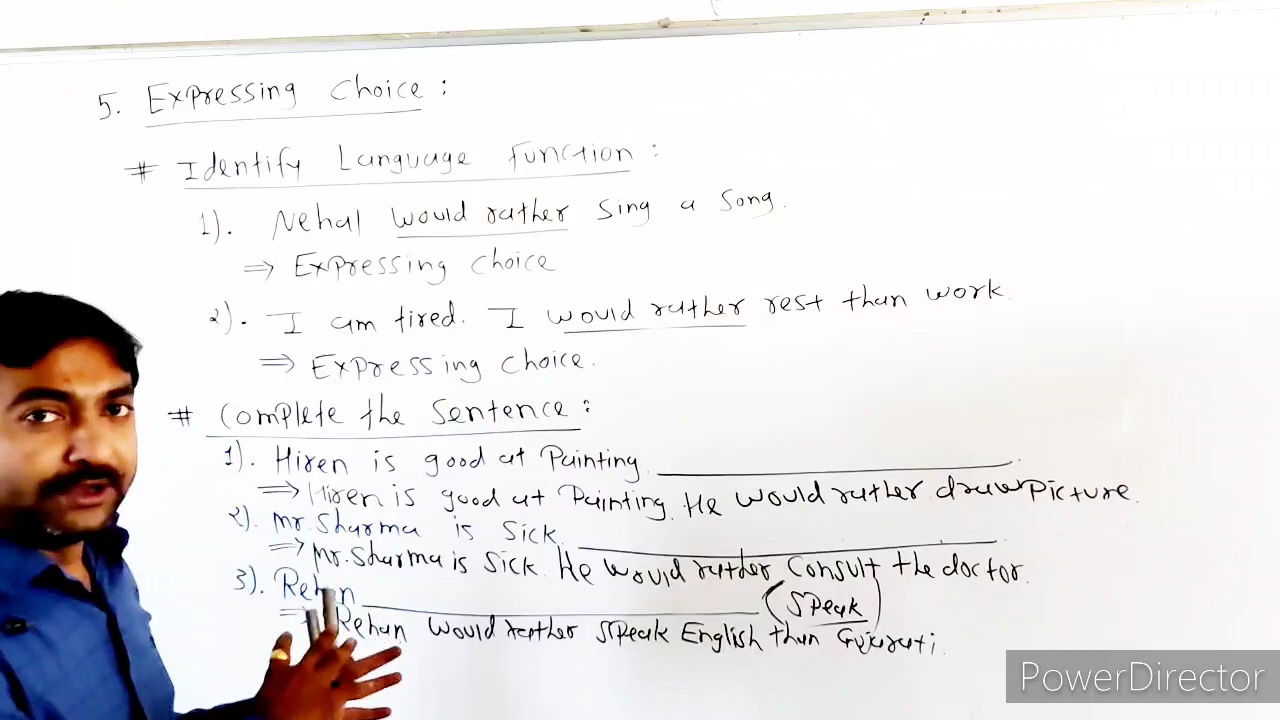 5. Expressing choice :
# Identify Language function :
1). Nehal would rather sing a song.
⇒ Expressing choice
2). I am tired. I would rather rest than work.
⇒ Expressing choice.
# Complete the sentence :
1). Hiren is good at Painting. ____________.
⇒ Hiren is good at Painting. He would rather draw Picture.
2). Mr. Sharma is sick. ____________.
⇒ Mr. Sharma is sick. He would rather consult the doctor.
3). Rehan ____________ (Speak)
⇒ Rehan would rather speak English than Gujarati.
PowerDirector